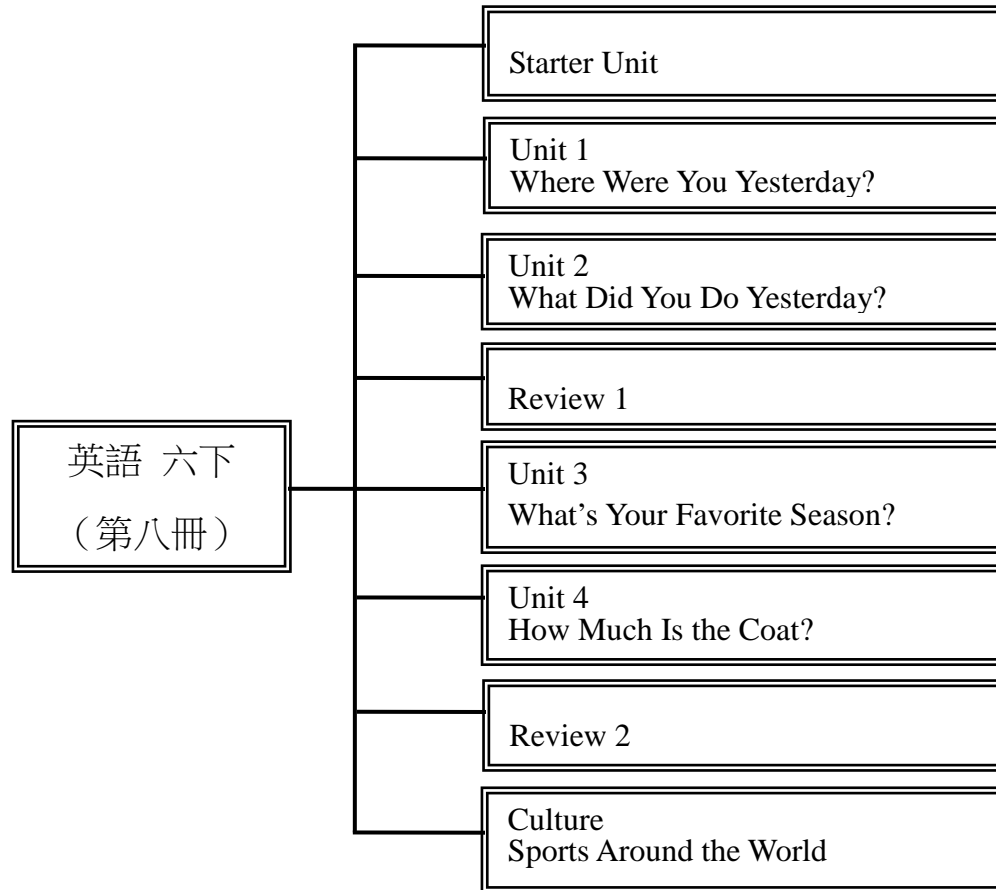 Starter Unit
Unit 1
Where Were You Yesterday?
Unit 2
What Did You Do Yesterday?
Review 1
英語 六下
（第八冊）
Unit 3
What's Your Favorite Season?
Unit 4
How Much Is the Coat?
Review 2
Culture
Sports Around the World